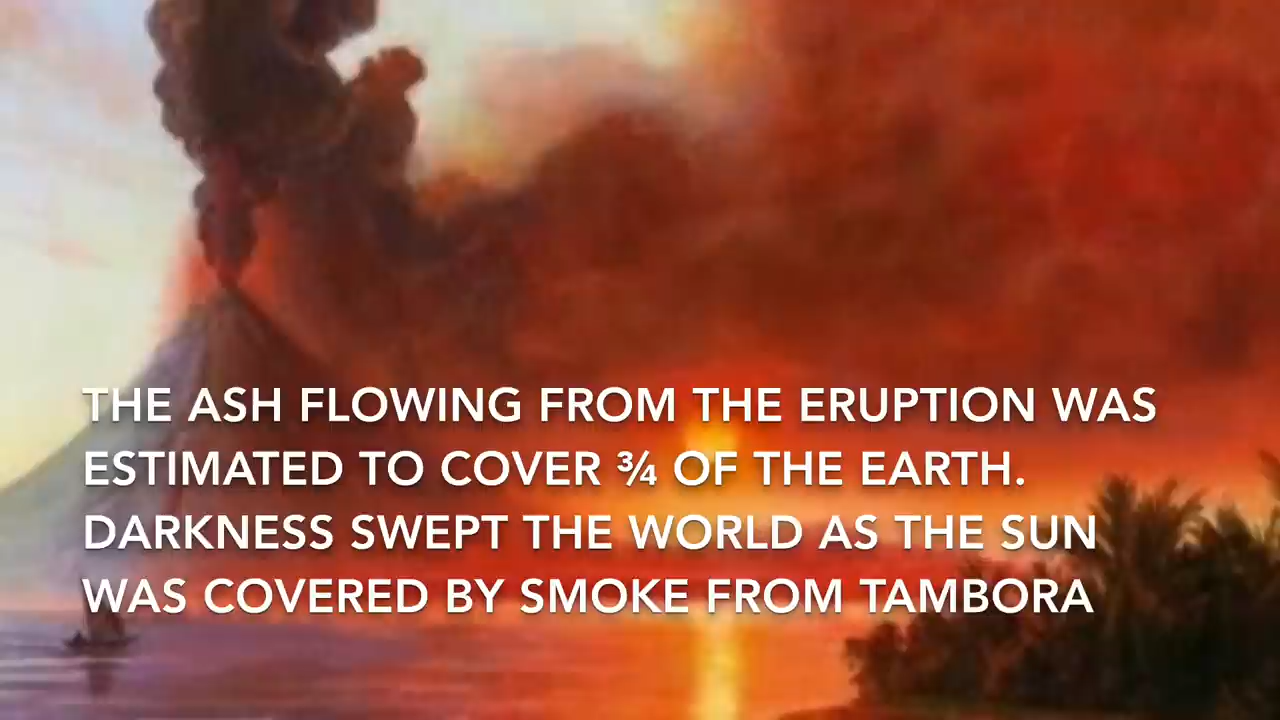 THE ASH FLOWING FROM THE ERUPTION WAS
ESTIMATED TO COVER ¾ OF THE EARTH.
DARKNESS SWEPT THE WORLD AS THE SUN
WAS COVERED BY SMOKE FROM TAMBORA